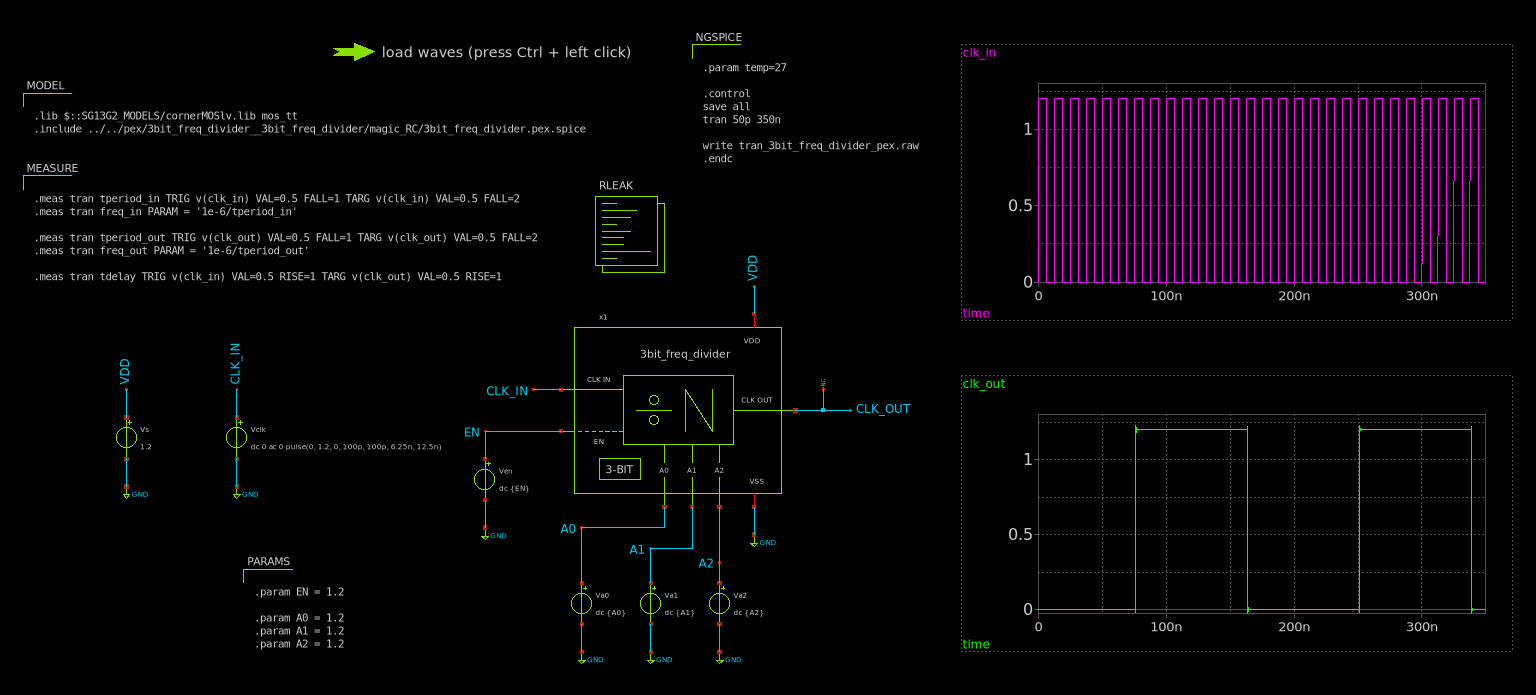 load waves (press Ctrl + left click)
MODEL
.lib $::SG13G2_MODELS/cornerMOSlv.lib mos_tt
.include ../../pex/3bit_freq_divider__3bit_freq_divider/magic_RC/3bit_freq_divider.pex.spice
MEASURE
.meas tran tperiod_in TRIG v(clk_in) VAL=0.5 FALL=1 TARG v(clk_in) VAL=0.5 FALL=2
.meas tran freq_in PARAM = '1e-6/tperiod_in'
.meas tran tperiod_out TRIG v(clk_out) VAL=0.5 FALL=1 TARG v(clk_out) VAL=0.5 FALL=2
.meas tran freq_out PARAM = '1e-6/tperiod_out'
.meas tran tdelay TRIG v(clk_in) VAL=0.5 RISE=1 TARG v(clk_out) VAL=0.5 RISE=1
NGSPICE
.param temp=27
.control
save all
tran 50p 350n
write tran_3bit_freq_divider_pex.raw
.endc
RLEAK
VDD
Vs
1.2
GND
CLK_IN
Vclk
dc 0 ac 0 pulse(0, 1.2, 0, 100p, 100p, 6.25n, 12.5n)
GND
PARAMS
.param EN = 1.2
.param A0 = 1.2
.param A1 = 1.2
.param A2 = 1.2
x1
VDD
VDD
3bit_freq_divider
CLK_IN
CLK IN
N
CLK OUT
NC
CLK_OUT
EN
EN
3-BIT
A0
A1
A2
VSS
Ven
dc {EN}
GND
GND
A0
A1
A2
Va0
dc {A0}
GND
Va1
dc {A1}
GND
Va2
dc {A2}
GND
clk_in
1
0.5
0
0
100n
200n
300n
time
clk_out
1
0.5
0
0
100n
200n
300n
time